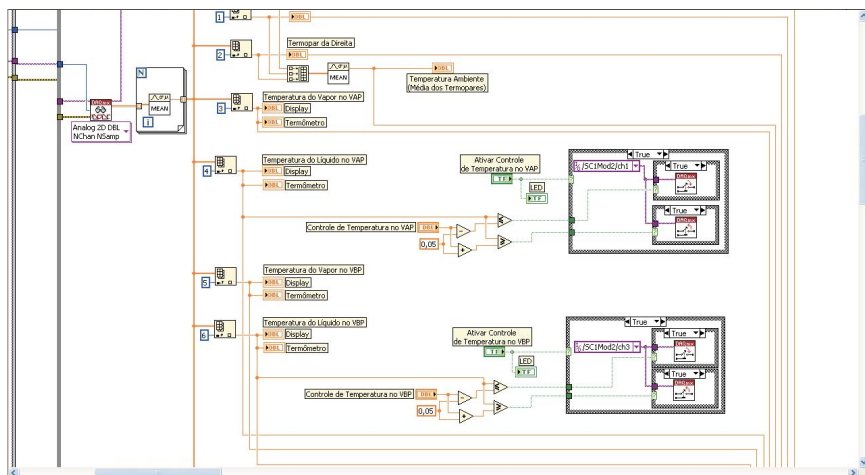 1
DBL
2
Termopar da Direita
DBL
MEAN
DBL
Temperatura Ambiente
(Média dos Termopares)
N
MEAN
i
DAQmx
Analog 2D DBL
NChan NSamp
3
Temperatura do Vapor no VAP
DBL Display
DBL Termômetro
4
Temperatura do Líquido no VAP
DBL Display
DBL Termômetro
Ativar Controle
de Temperatura no VAP
TF
LED
TF
True
/SC1Mod2/ch1
True
DAQmx
True
DAQmx
Controle de Temperatura no VAP
DBL
0,05
5
Temperatura do Vapor no VBP
DBL Display
DBL Termômetro
6
Temperatura do Líquido no VBP
DBL Display
DBL Termômetro
Ativar Controle
de Temperatura no VBP
TF
LED
TF
True
/SC1Mod2/ch3
True
DAQmx
True
DAQmx
Controle de Temperatura no VBP
DBL
0,05